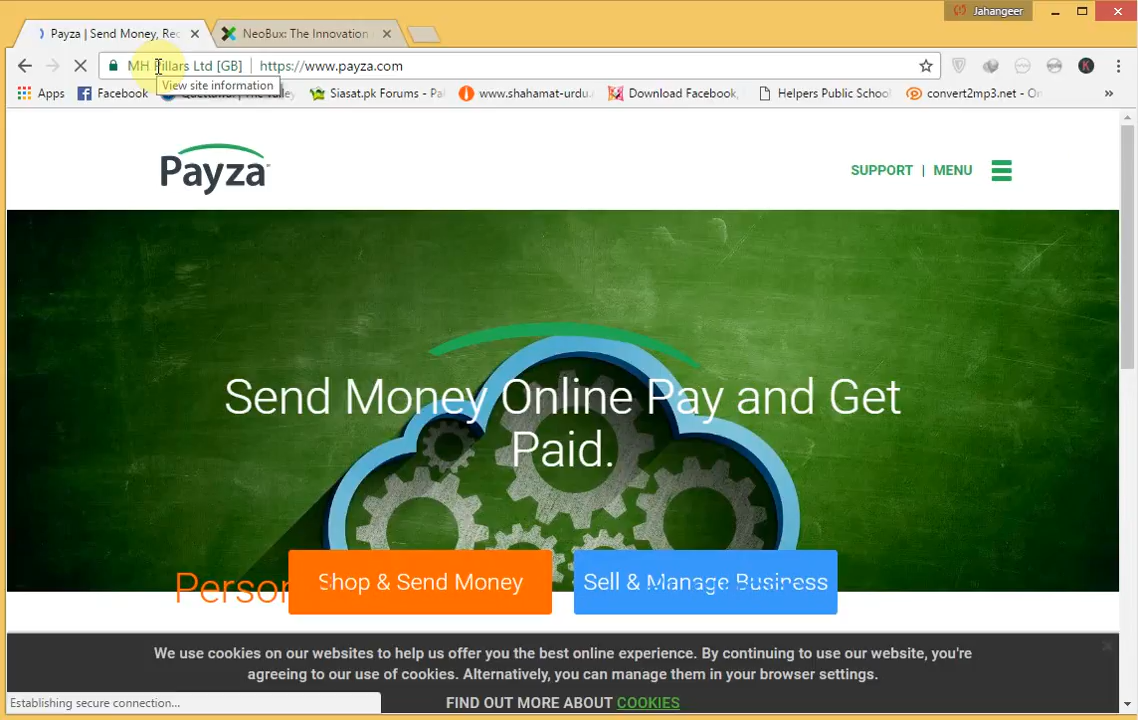 Jahangeer
Payza | Send Money, Rec
NeoBux: The Innovation
MH Pillars Ltd [GB] | https://www.payza.com
View site information
Apps
Facebook
Siasat.pk Forums - Pa
www.shahamat-urdu.
Download Facebook,
Helpers Public School
convert2mp3.net - On
»
Payza
SUPPORT | MENU
Send Money Online Pay and Get
Paid.
Person
Shop & Send Money
Sell & Manage Business
We use cookies on our websites to help us offer you the best online experience. By continuing to use our website, you're
agreeing to our use of cookies. Alternatively, you can manage them in your browser settings.
FIND OUT MORE ABOUT COOKIES
Establishing secure connection...